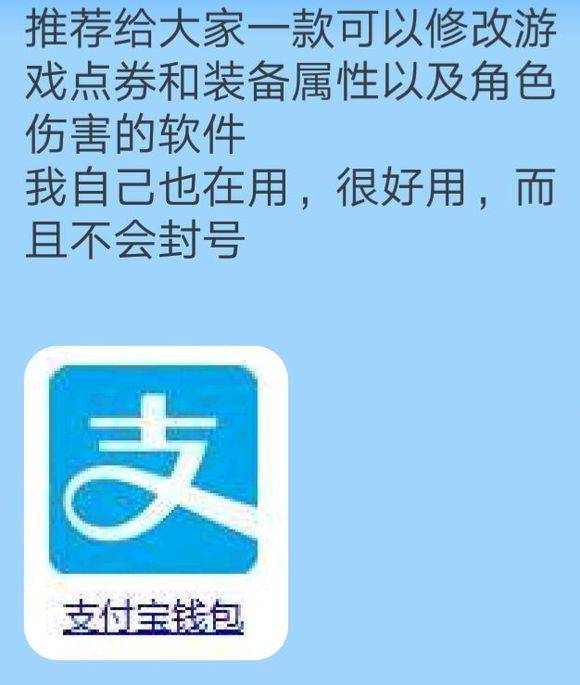 推荐给大家一款可以修改游
戏点券和装备属性以及角色
伤害的软件
我自己也在用，很好用，而
且不会封号
支
支付宝钱包